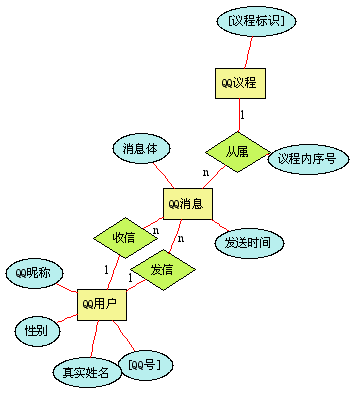 [议程标识]
QQ议程
1
消息体
从属
议程内序号
n
QQ消息
收信
n
n
发送时间
QQ昵称
1
1
发信
QQ用户
性别
真实姓名
[QQ号]